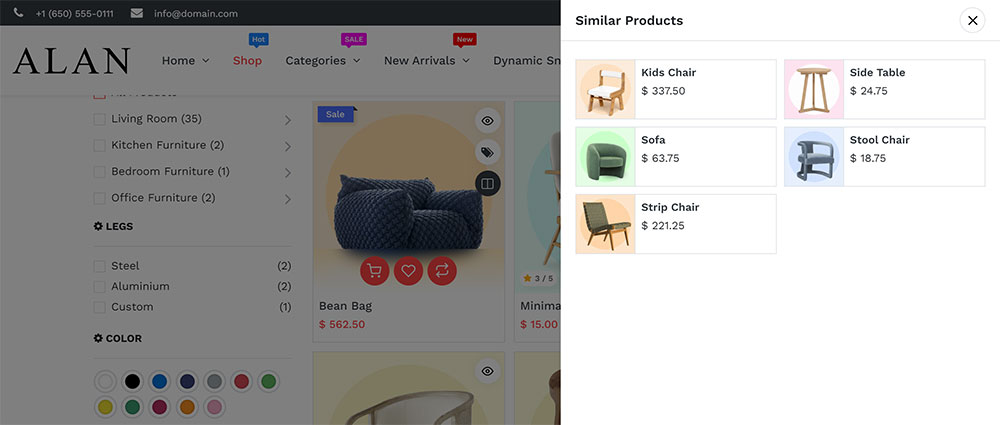 +1 (650) 555-0111 info@domain.com
Similar Products
Hot SALE New
ALAN Home Shop Categories New Arrivals Dynamic Sn
Living Room (35)
Kitchen Furniture (2)
Bedroom Furniture (1)
Office Furniture (2)
LEGS
Steel (2)
Aluminium (2)
Custom (1)
COLOR
Sale
3 / 5
Bean Bag
$ 562.50
Minima
$ 15.00
Kids Chair
$ 337.50
Side Table
$ 24.75
Sofa
$ 63.75
Stool Chair
$ 18.75
Strip Chair
$ 221.25